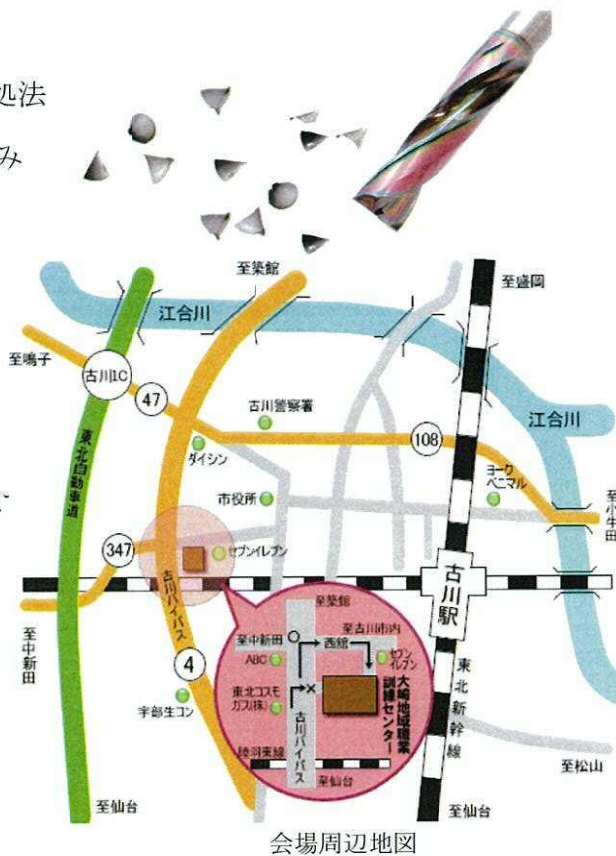 処法
み
至築館
至盛岡
江合川
至鳴子
古川IC
47
古川警察署
108
江合川
東北自動車道
ダイシン
ヨークベニマル
市役所
至小牛田
347
セブンイレブン
古川駅
至中新田
古川バイパス
4
至築館
至中新田
西舘
至古川市内
ABC
セブンイレブン
東北コスモガス(株)
大崎地域職業訓練センター
宇部生コン
古川バイパス
陸羽東線
至仙台
東北新幹線
至松山
至仙台
至仙台
会場周辺地図